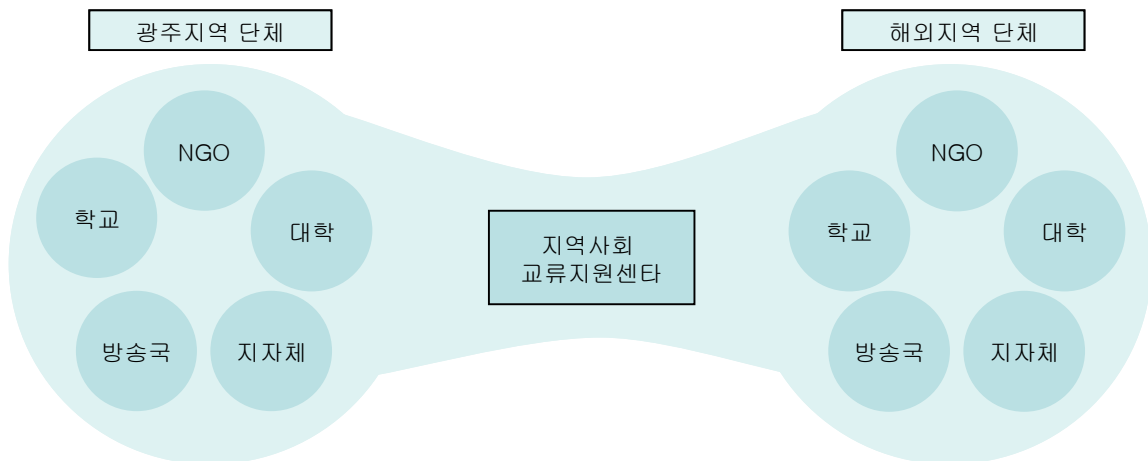 광주지역 단체
해외지역 단체
NGO
학교
대학
방송국
지자체
지역사회
교류지원센타
NGO
학교
대학
방송국
지자체